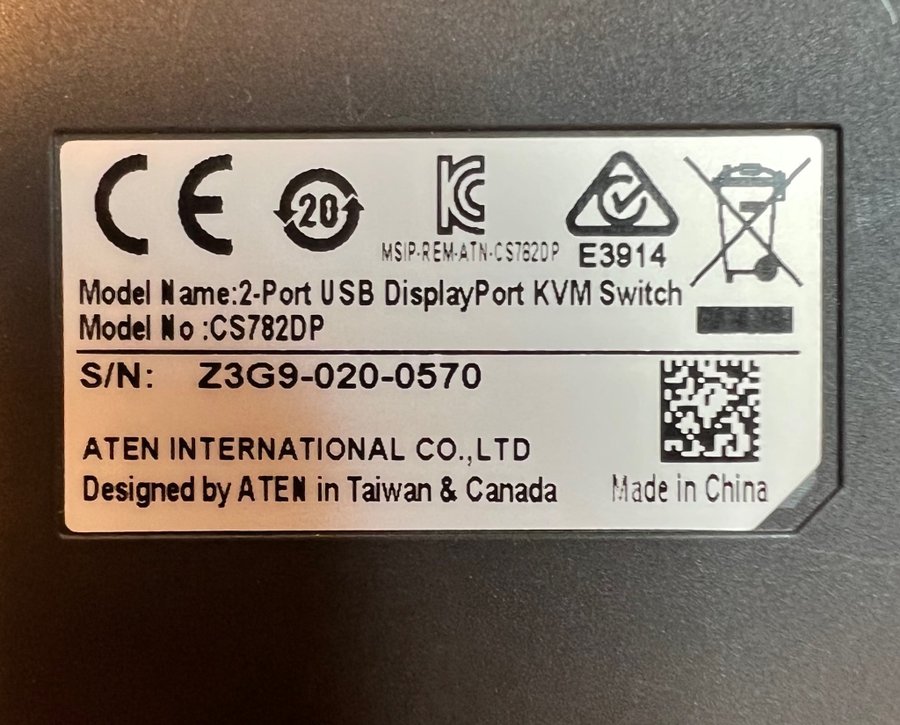 CE 20 KC
MSIP-REM-ATN-CS782DP E3914
Model Name:2-Port USB DisplayPort KVM Switch
Model No :CS782DP
S/N: Z3G9-020-0570
ATEN INTERNATIONAL CO.,LTD
Designed by ATEN in Taiwan & Canada Made in China